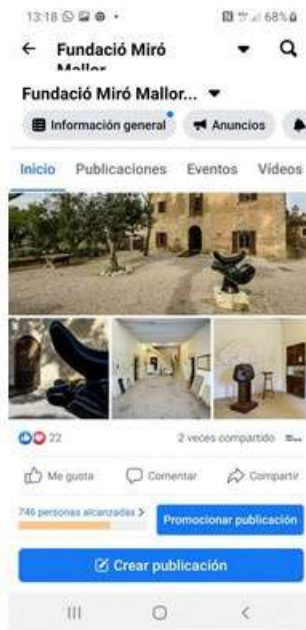 13:18
68%
Fundació Miró
Mallor
Fundació Miró Mallor...
Información general
Anuncios
Inicio Publicaciones Eventos Vídeos
22
2 veces compartido
Me gusta Comentar Compartir
746 personas alcanzadas >
Promocionar publicación
Crear publicación